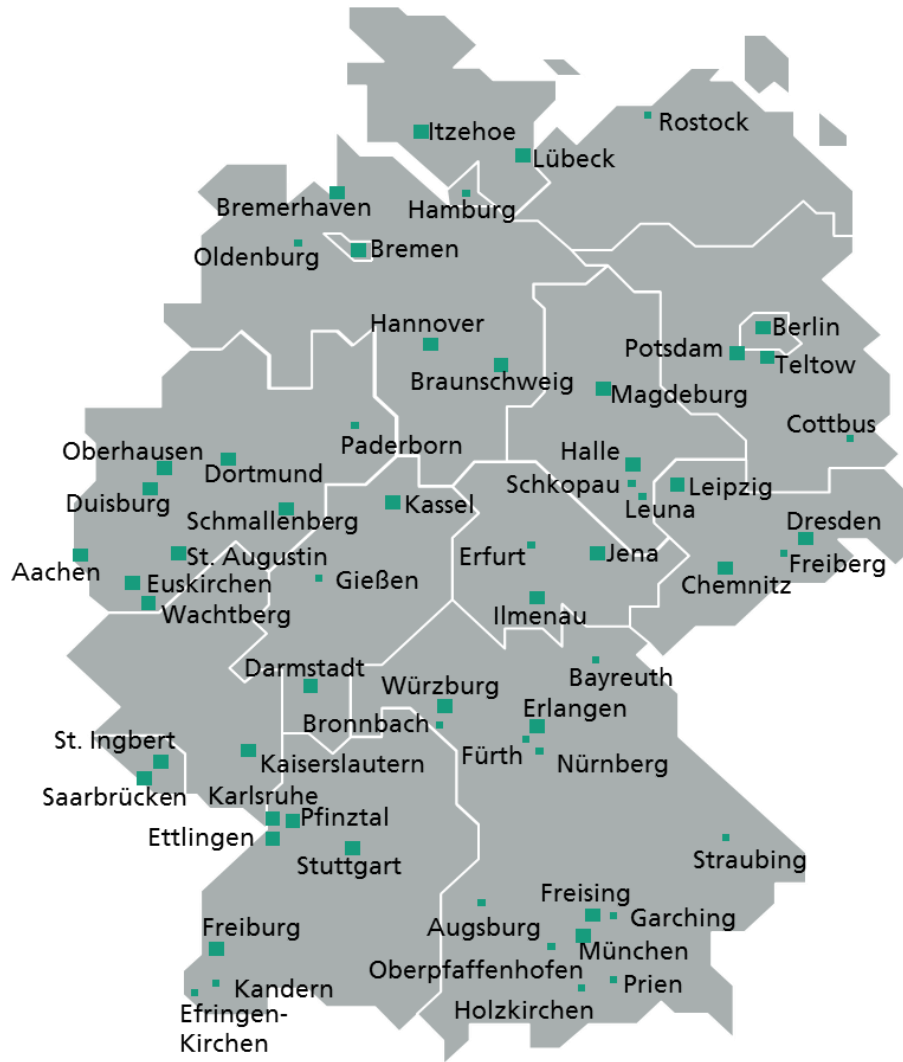 Itzehoe
Rostock
Lübeck
Bremerhaven
Hamburg
Oldenburg
Bremen
Hannover
Berlin
Potsdam
Teltow
Braunschweig
Magdeburg
Paderborn
Cottbus
Oberhausen
Dortmund
Halle
Schkopau
Leipzig
Duisburg
Kassel
Leuna
Schmallenberg
Dresden
Aachen
St. Augustin
Erfurt
Jena
Freiberg
Euskirchen
Gießen
Chemnitz
Wachtberg
Ilmenau
Darmstadt
Bayreuth
Würzburg
Erlangen
Bronnbach
St. Ingbert
Kaiserslautern
Fürth
Nürnberg
Saarbrücken
Karlsruhe
Pfinztal
Ettlingen
Stuttgart
Straubing
Freising
Garching
Augsburg
Freiburg
München
Oberpfaffenhofen
Kandern
Prien
Holzkirchen
Efringen-
Kirchen